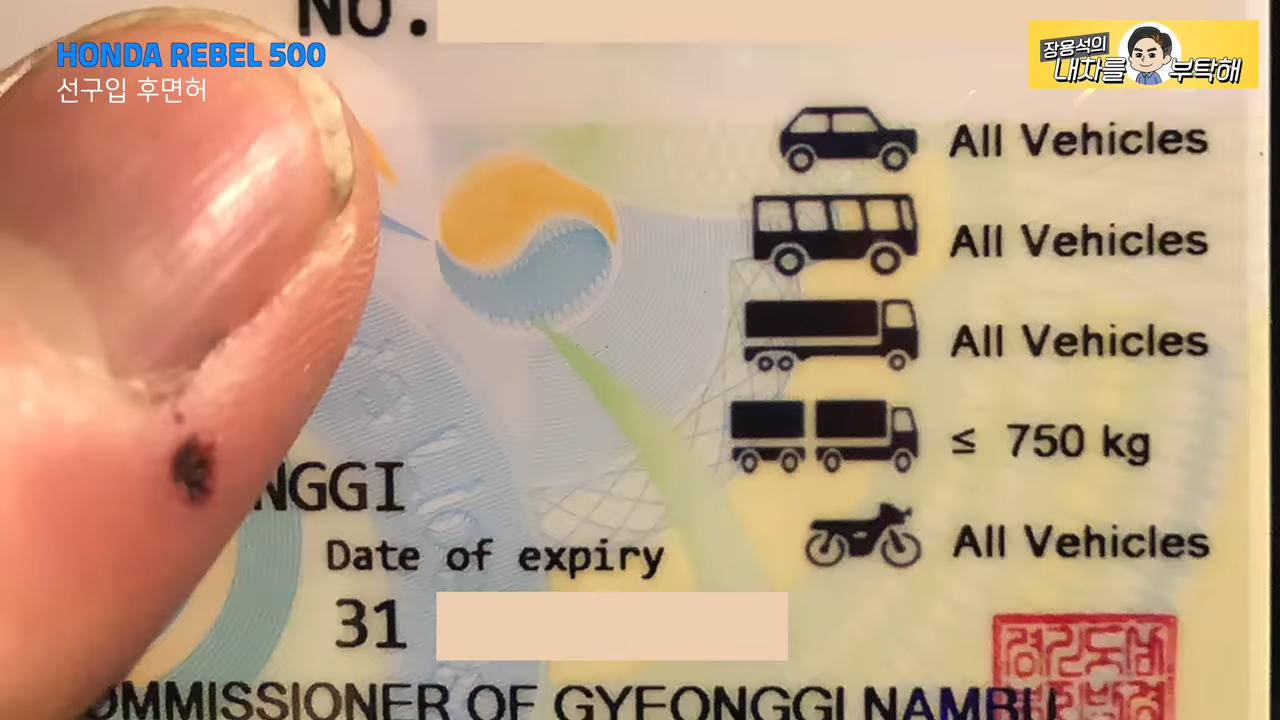 NO.
HONDA REBEL 500
선구입 후면허
장용석의
내차를 부탁해
All Vehicles
All Vehicles
All Vehicles
≤ 750 kg
NGGI
Date of expiry
All Vehicles
31
OMMISSIONER OF GYEONGGI NAMBU